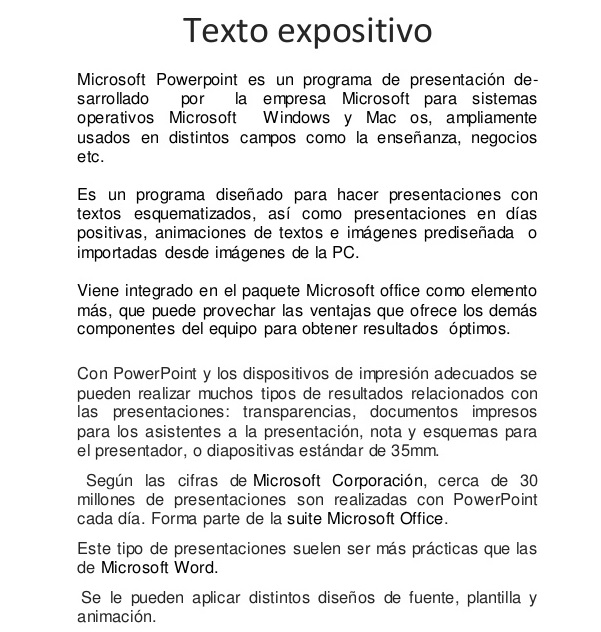 Texto expositivo
Microsoft Powerpoint es un programa de presentación de-
sarrollado por la empresa Microsoft para sistemas
operativos Microsoft Windows y Mac os, ampliamente
usados en distintos campos como la enseñanza, negocios
etc.
Es un programa diseñado para hacer presentaciones con
textos esquematizados, así como presentaciones en días
positivas, animaciones de textos e imágenes prediseñada o
importadas desde imágenes de la PC.
Viene integrado en el paquete Microsoft office como elemento
más, que puede provechar las ventajas que ofrece los demás
componentes del equipo para obtener resultados óptimos.
Con PowerPoint y los dispositivos de impresión adecuados se
pueden realizar muchos tipos de resultados relacionados con
las presentaciones: transparencias, documentos impresos
para los asistentes a la presentación, nota y esquemas para
el presentador, o diapositivas estándar de 35mm.
Según las cifras de Microsoft Corporación, cerca de 30
millones de presentaciones son realizadas con PowerPoint
cada día. Forma parte de la suite Microsoft Office.
Este tipo de presentaciones suelen ser más prácticas que las
de Microsoft Word.
Se le pueden aplicar distintos diseños de fuente, plantilla y
animación.